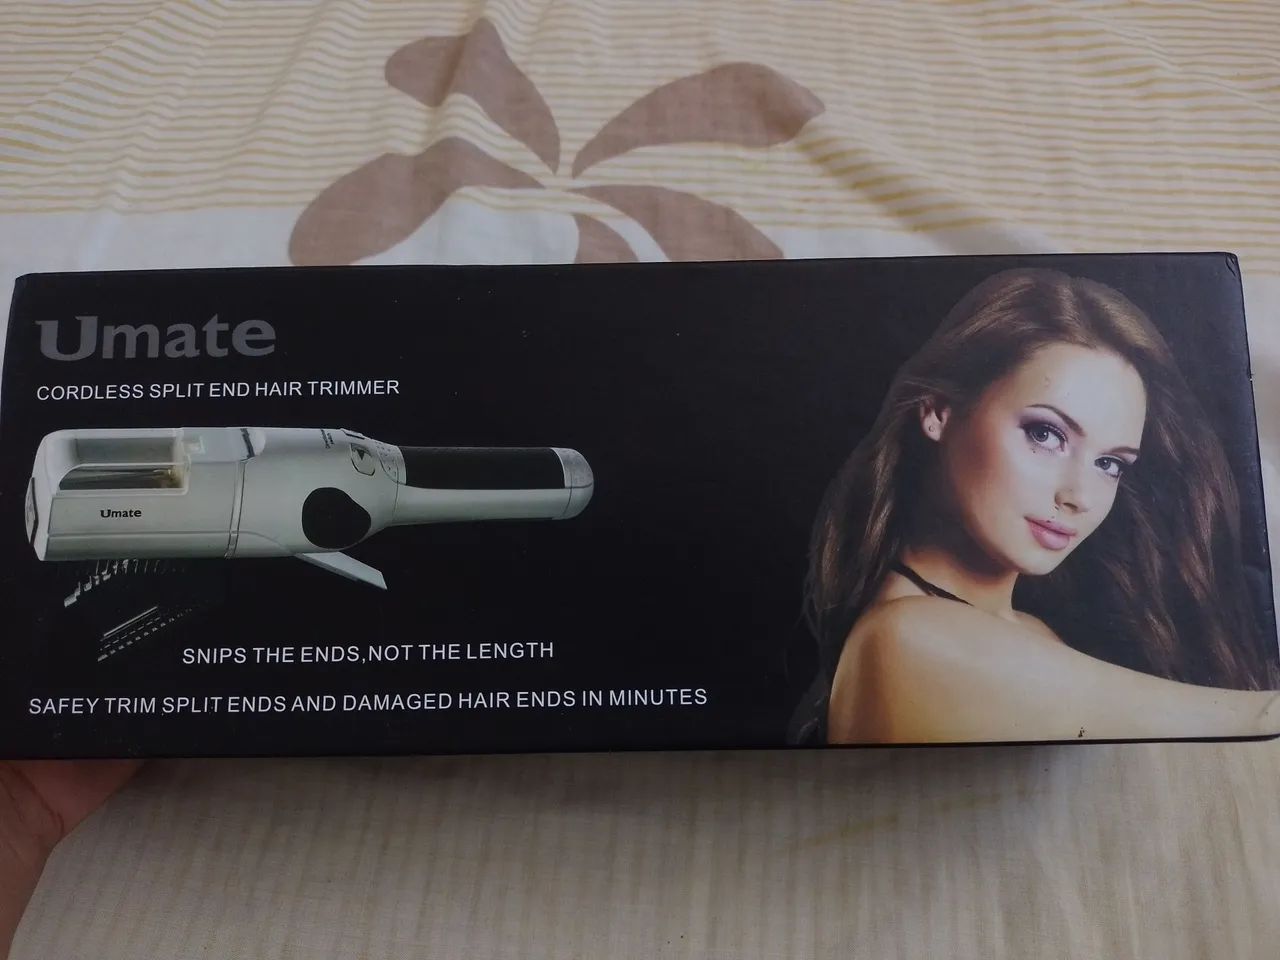 Umate
CORDLESS SPLIT END HAIR TRIMMER
Umate
SNIPS THE ENDS,NOT THE LENGTH
SAFEY TRIM SPLIT ENDS AND DAMAGED HAIR ENDS IN MINUTES